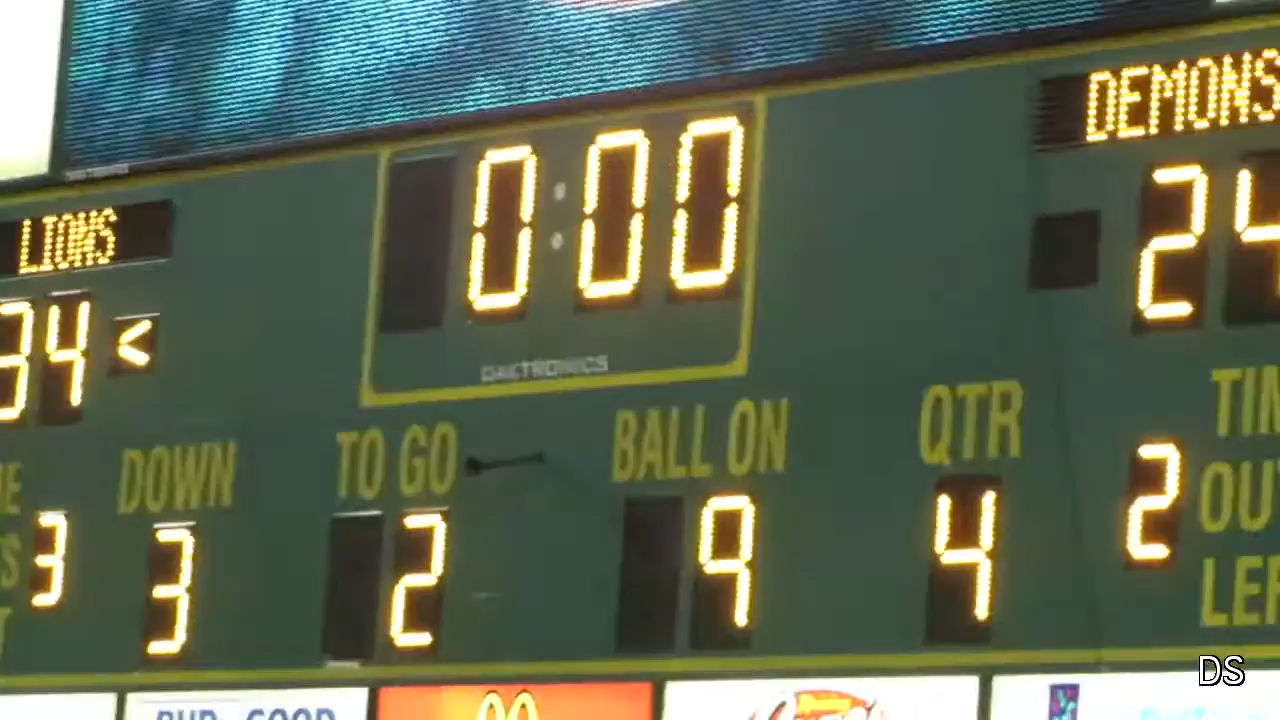 DEMONS
LIONS
0:00
24
34 <
DAKTRONICS
DOWN
TO GO
BALL ON
QTR
3
3
2
9
4
2
DS